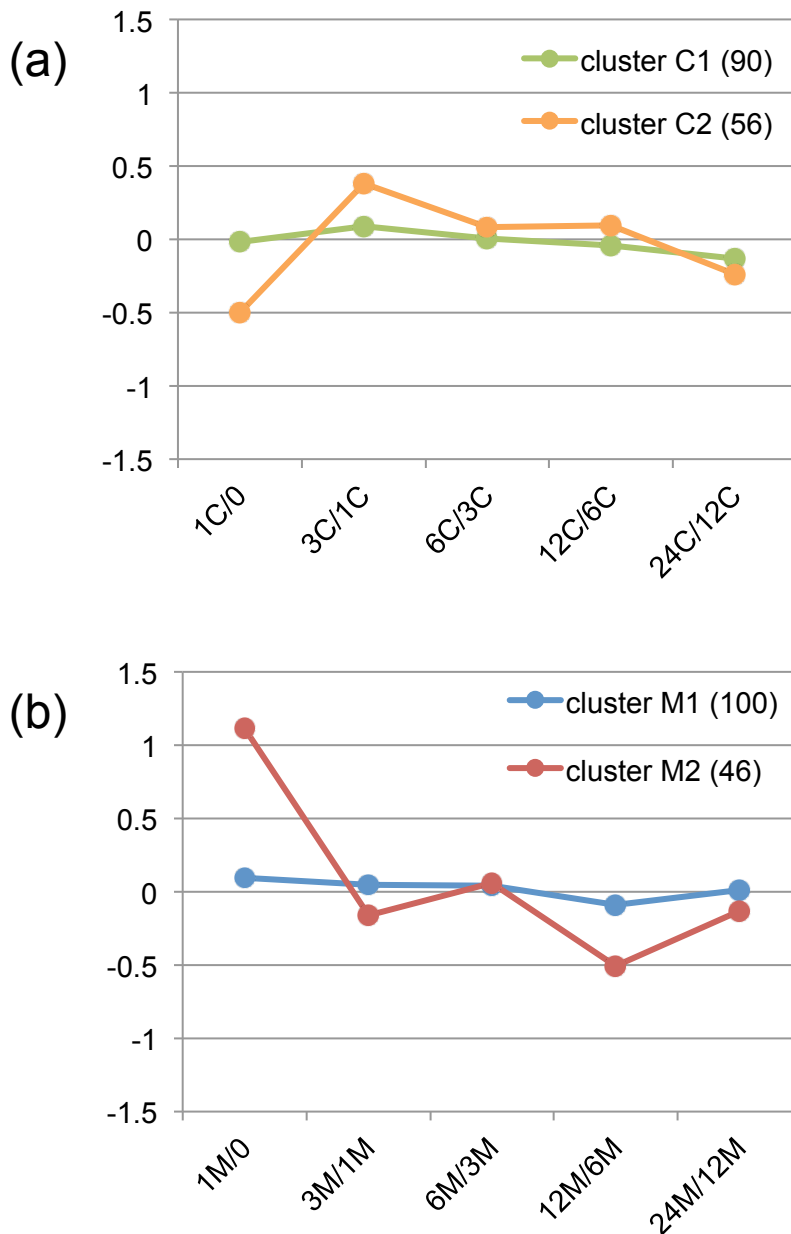 (a)
1.5
1
0.5
0
-0.5
-1
-1.5
cluster C1 (90)
cluster C2 (56)
1C/0
3C/1C
6C/3C
12C/6C
24C/12C
(b)
1.5
1
0.5
0
-0.5
-1
-1.5
cluster M1 (100)
cluster M2 (46)
1M/0
3M/1M
6M/3M
12M/6M
24M/12M